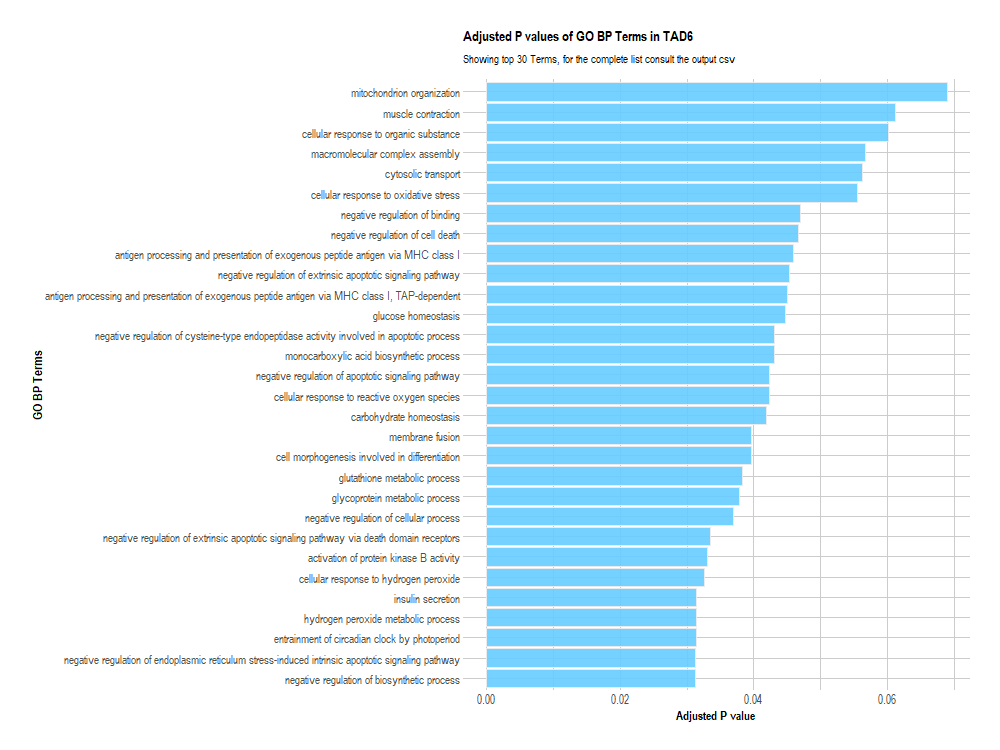 Adjusted P values of GO BP Terms in TAD6
Showing top 30 Terms, for the complete list consult the output csv
mitochondrion organization
muscle contraction
cellular response to organic substance
macromolecular complex assembly
cytosolic transport
cellular response to oxidative stress
negative regulation of binding
negative regulation of cell death
antigen processing and presentation of exogenous peptide antigen via MHC class I
negative regulation of extrinsic apoptotic signaling pathway
antigen processing and presentation of exogenous peptide antigen via MHC class I, TAP-dependent
glucose homeostasis
negative regulation of cysteine-type endopeptidase activity involved in apoptotic process
monocarboxylic acid biosynthetic process
negative regulation of apoptotic signaling pathway
cellular response to reactive oxygen species
carbohydrate homeostasis
membrane fusion
cell morphogenesis involved in differentiation
glutathione metabolic process
glycoprotein metabolic process
negative regulation of cellular process
negative regulation of extrinsic apoptotic signaling pathway via death domain receptors
activation of protein kinase B activity
cellular response to hydrogen peroxide
insulin secretion
hydrogen peroxide metabolic process
entrainment of circadian clock by photoperiod
negative regulation of endoplasmic reticulum stress-induced intrinsic apoptotic signaling pathway
negative regulation of biosynthetic process
GO BP Terms
0.00 0.02 0.04 0.06
Adjusted P value